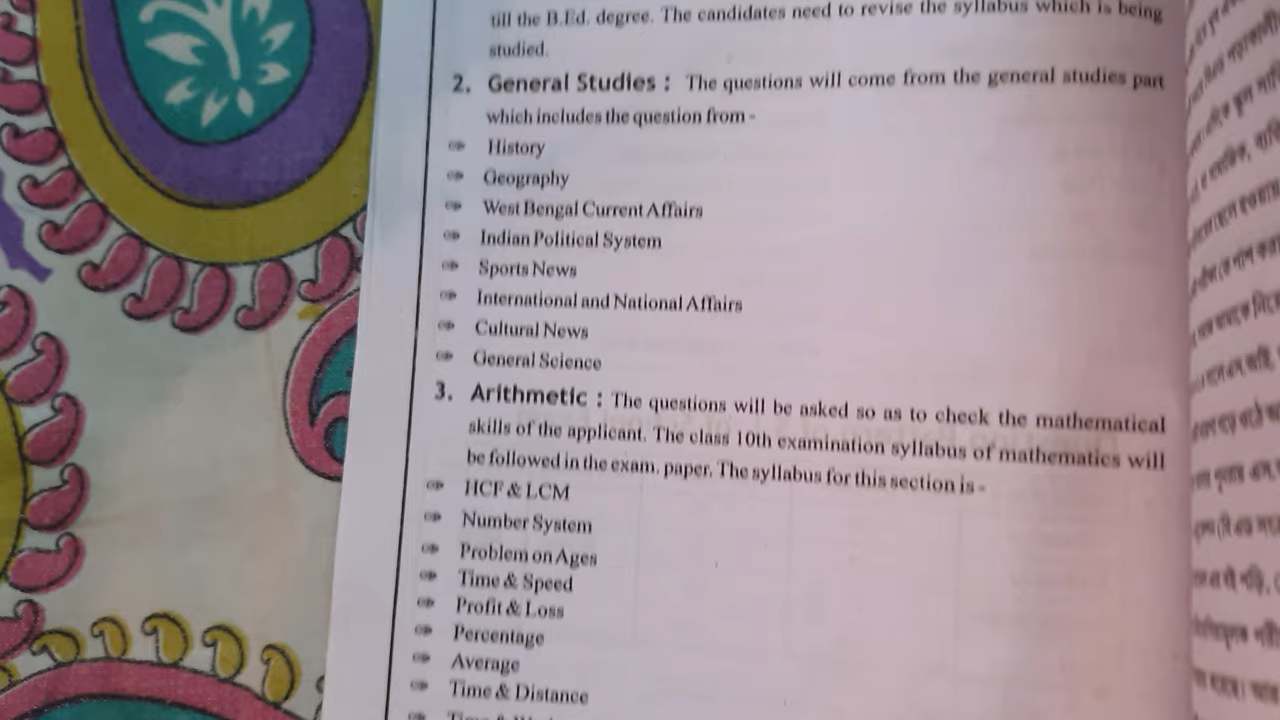 till the B.Ed. degree. The candidates need to revise the syllabus which is being
studied.
2. General Studies : The questions will come from the general studies part
which includes the question from -
History
Geography
West Bengal Current Affairs
Indian Political System
Sports News
International and National Affairs
Cultural News
General Science
3. Arithmetic : The questions will be asked so as to check the mathematical
skills of the applicant. The class 10th examination syllabus of mathematics will
be followed in the exam. paper. The syllabus for this section is -
HCF & LCM
Number System
Problem on Ages
Time & Speed
Profit & Loss
Percentage
Average
Time & Distance